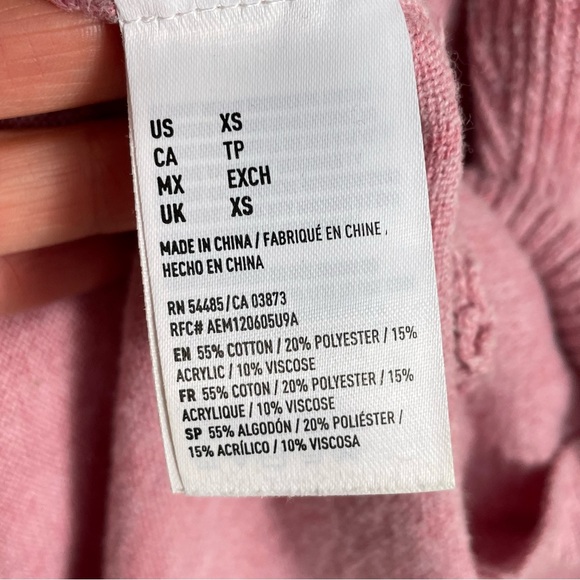 US XS
CA TP
MX EXCH
UK XS
MADE IN CHINA / FABRIQUÉ EN CHINE ,
HECHO EN CHINA
RN 54485 / CA 03873
RFC# AEM120605U9A
EN 55% COTTON / 20% POLYESTER / 15%
ACRYLIC / 10% VISCOSE
FR 55% COTON / 20% POLYESTER / 15%
ACRYLIQUE / 10% VISCOSE
SP 55% ALGODÓN / 20% POLIÉSTER /
15% ACRÍLICO / 10% VISCOSA